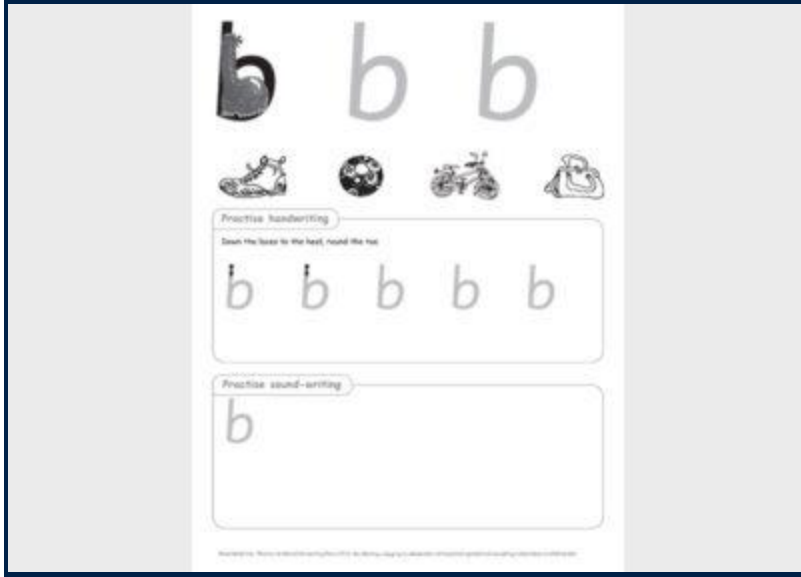 b b b
Practise handwriting
Down the laces to the heel, round the toe
b b b b b
Practise sound-writing
b